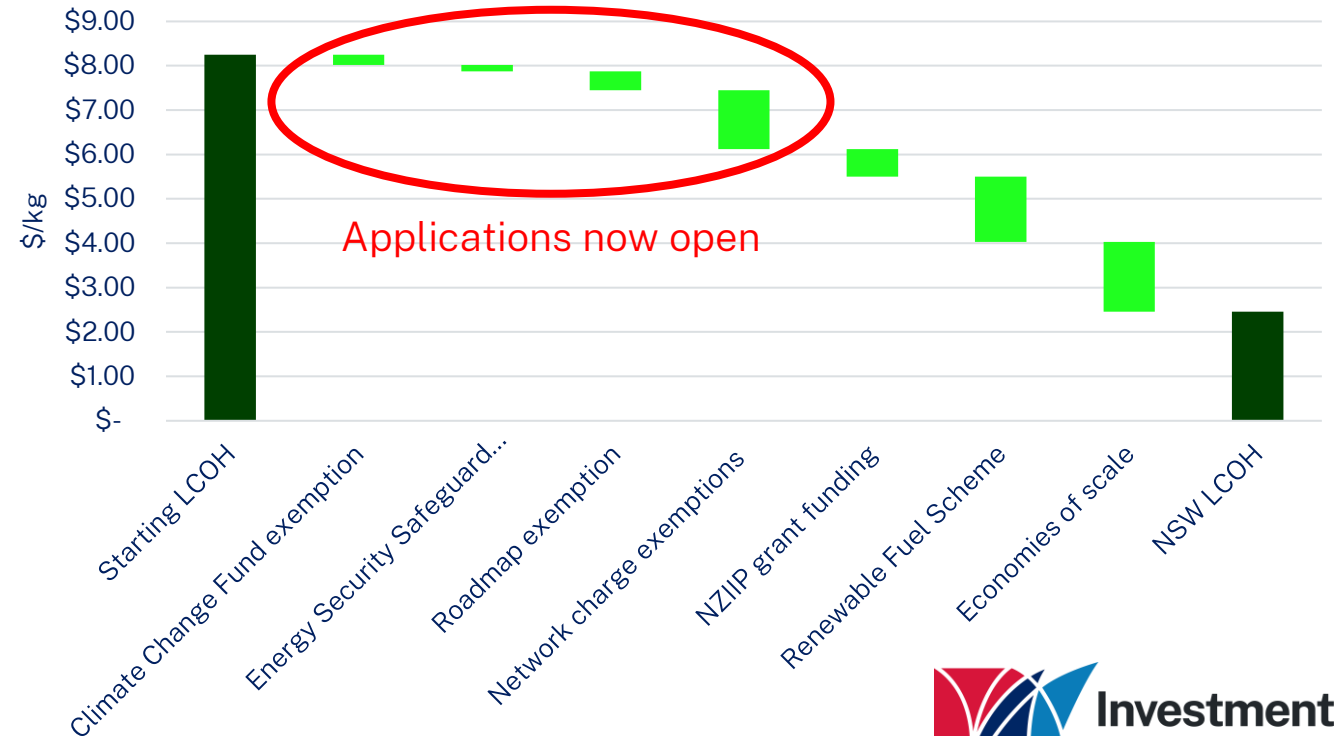 $9.00
$8.00
$7.00
$6.00
$5.00
$4.00
$3.00
$2.00
$1.00
$-
$/kg
Applications now open
Starting LCOH
Climate Change Fund exemption
Energy Security Safeguard...
Roadmap exemption
Network charge exemptions
NZIIP grant funding
Renewable Fuel Scheme
Economies of scale
NSW LCOH
Investment